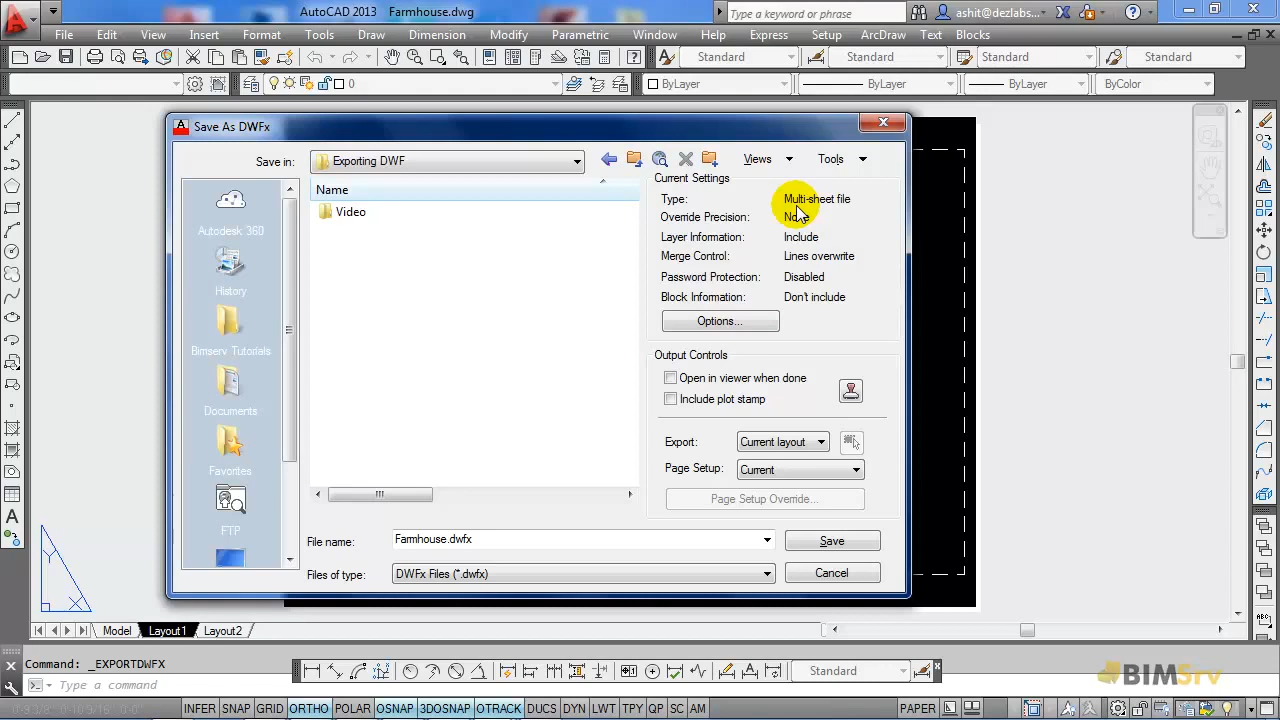 AutoCAD 2013 Farmhouse.dwg
Type a keyword or phrase
ashit@dezlabs...
File Edit View Insert Format Tools Draw Dimension Modify Parametric Window Help Express Setup ArcDraw Text Blocks
Standard Standard Standard Standard
0 ByLayer ByLayer ByLayer ByColor
Save As DWFx
Save in: Exporting DWF Views Tools
Name
Video
Autodesk 360
History
Bimserv Tutorials
Documents
Favorites
FTP
Current Settings
Type: Multi-sheet file
Override Precision: None
Layer Information: Include
Merge Control: Lines overwrite
Password Protection: Disabled
Block Information: Don't include
Options...
Output Controls
Open in viewer when done
Include plot stamp
Export: Current layout
Page Setup: Current
Page Setup Override...
File name: Farmhouse.dwfx Save
Files of type: DWFx Files (*.dwfx) Cancel
Y
X
Model Layout1 Layout2
Command: _EXPORTDWFX
Standard
Type a command
BIMSrv
INFER SNAP GRID ORTHO POLAR OSNAP 3DOSNAP OTRACK DUCS DYN LWT TPY QP SC AM PAPER